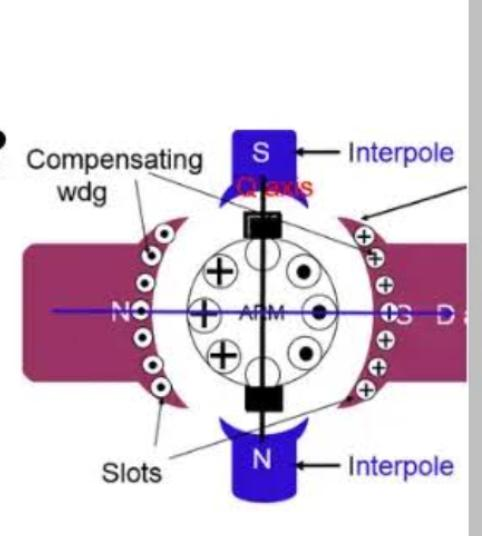 S
Interpole
Compensating
wdg
Q axis
N
ARM
S
D a
N
Slots
Interpole